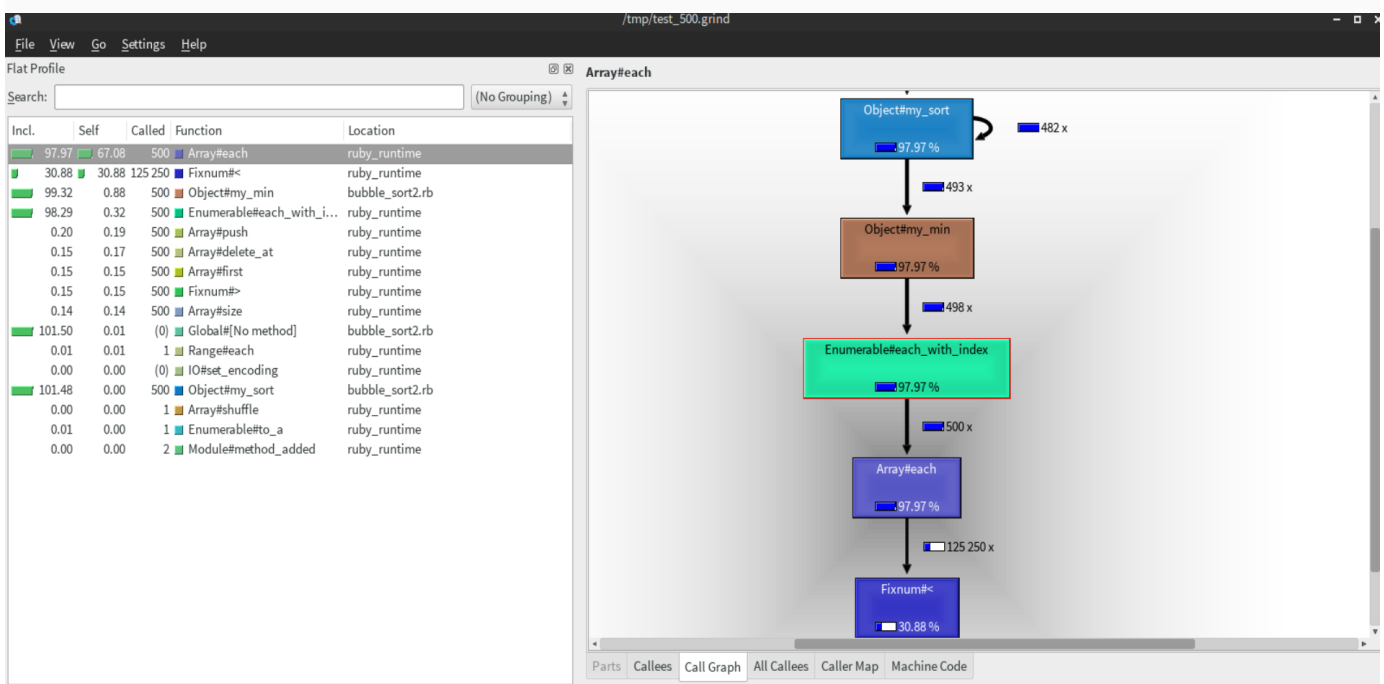 /tmp/test_500.grind
File View Go Settings Help
Flat Profile
Search: (No Grouping)
Incl. Self Called Function Location
97.97 67.08 500 Array#each ruby_runtime
30.88 30.88 125 250 Fixnum#< ruby_runtime
99.32 0.88 500 Object#my_min bubble_sort2.rb
98.29 0.32 500 Enumerable#each_with_i... ruby_runtime
0.20 0.19 500 Array#push ruby_runtime
0.15 0.17 500 Array#delete_at ruby_runtime
0.15 0.15 500 Array#first ruby_runtime
0.15 0.15 500 Fixnum#> ruby_runtime
0.14 0.14 500 Array#size ruby_runtime
101.50 0.01 (0) Global#[No method] bubble_sort2.rb
0.01 0.01 1 Range#each ruby_runtime
0.00 0.00 (0) IO#set_encoding ruby_runtime
101.48 0.00 500 Object#my_sort bubble_sort2.rb
0.00 0.00 1 Array#shuffle ruby_runtime
0.01 0.00 1 Enumerable#to_a ruby_runtime
0.00 0.00 2 Module#method_added ruby_runtime
Array#each
Object#my_sort
97.97 %
482 x
493 x
Object#my_min
97.97 %
498 x
Enumerable#each_with_index
97.97 %
500 x
Array#each
97.97 %
125 250 x
Fixnum#<
30.88 %
Parts Callees Call Graph All Callees Caller Map Machine Code